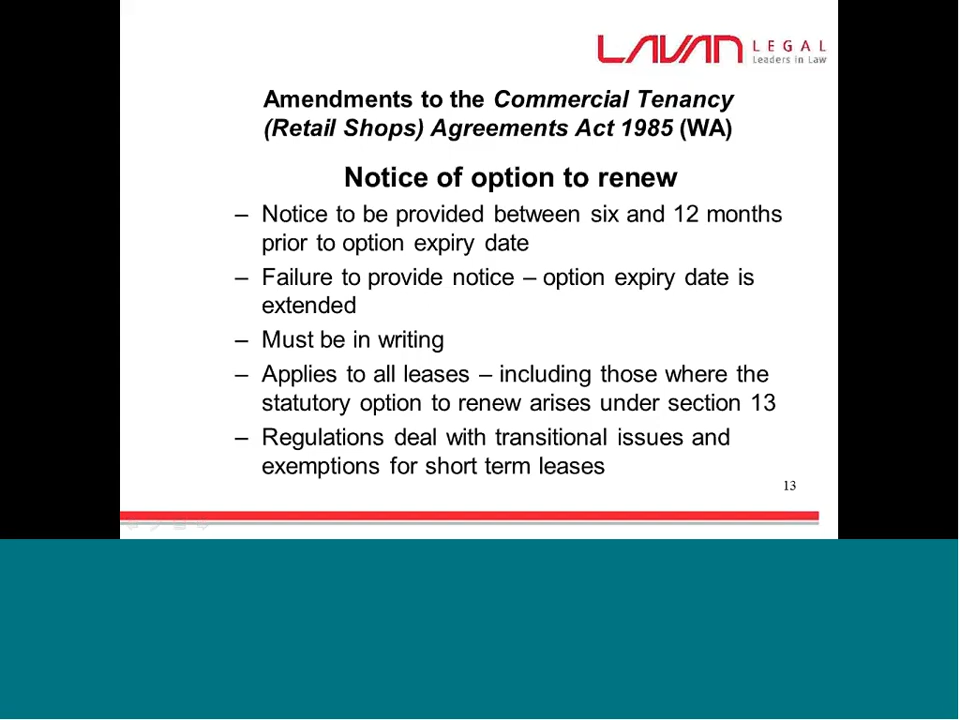 LAVAN LEGAL
Leaders in Law
Amendments to the Commercial Tenancy
(Retail Shops) Agreements Act 1985 (WA)
Notice of option to renew
– Notice to be provided between six and 12 months
prior to option expiry date
– Failure to provide notice – option expiry date is
extended
– Must be in writing
– Applies to all leases – including those where the
statutory option to renew arises under section 13
– Regulations deal with transitional issues and
exemptions for short term leases
13